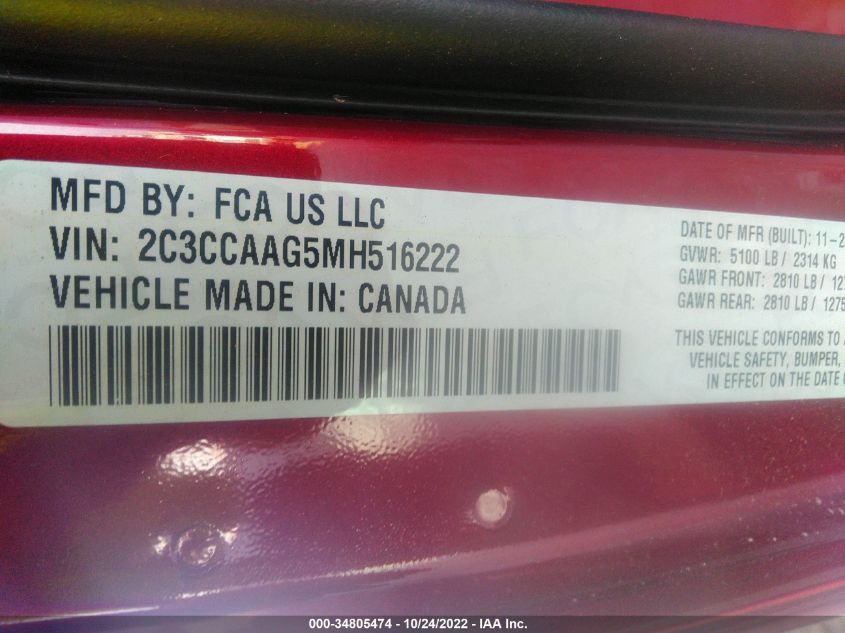 MFD BY: FCA US LLC
VIN: 2C3CCAAG5MH516222
VEHICLE MADE IN: CANADA
DATE OF MFR (BUILT): 11-2
GVWR: 5100 LB / 2314 KG
GAWR FRONT: 2810 LB / 127
GAWR REAR: 2810 LB / 1275
THIS VEHICLE CONFORMS TO
VEHICLE SAFETY, BUMPER,
IN EFFECT ON THE DATE
000-34805474 - 10/24/2022 - IAA Inc.